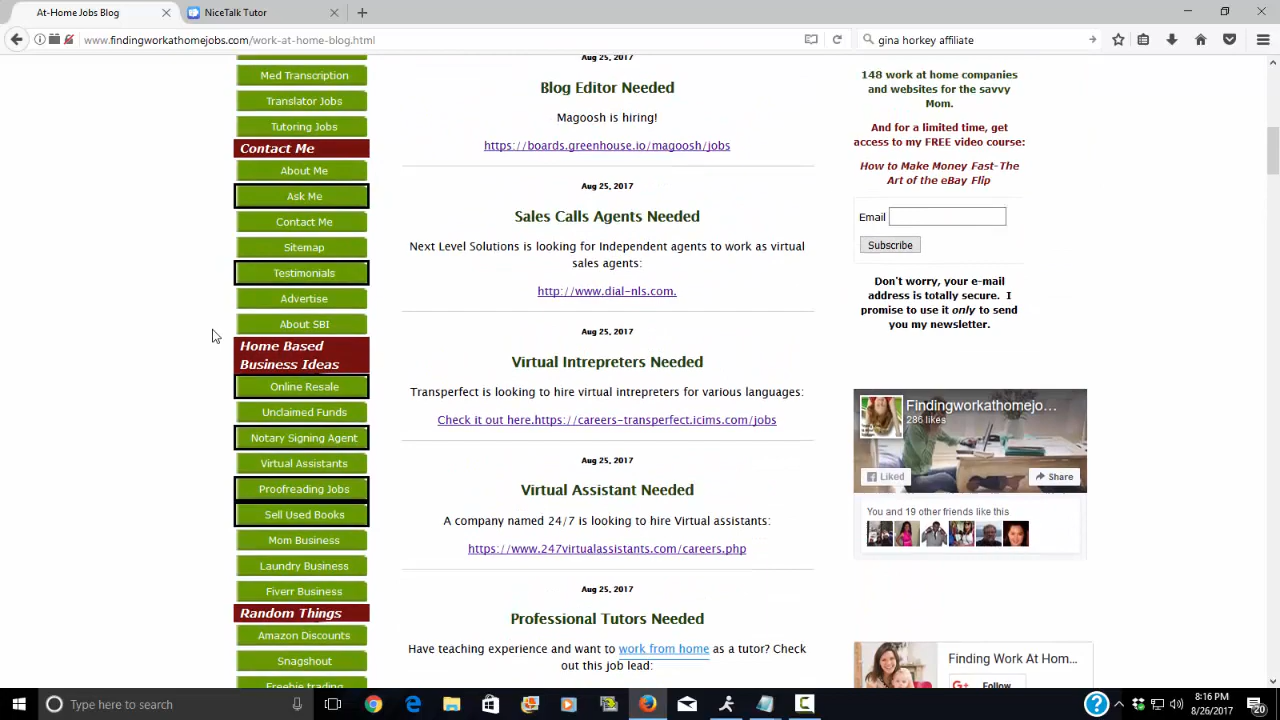 At-Home Job Blog
NicoTek Admin
www.findingworkathomejobs.com/work-at-home-blog.html
gina horkey affiliate
Med Transcription
Translator Jobs
Tutoring Jobs
Contact Me
About Me
Ask Me
Contact Me
Sitemap
Testimonials
Advertise
About SBI
Home Based
Business Ideas
Online Resale
Unclaimed Funds
Notary Signing Agent
Virtual Assistants
Proofreading Jobs
Sell Used Books
Mom Business
Laundry Business
Fiverr Business
Random Things
Amazon Discounts
Snagshout
Freebie trading
Aug 25, 2017
Blog Editor Needed
Magoosh is hiring!
https://boards.greenhouse.io/magoosh/jobs
Aug 25, 2017
Sales Calls Agents Needed
Next Level Solutions is looking for Independent agents to work as virtual
sales agents:
http://www.dial-nls.com.
Aug 25, 2017
Virtual Intrepreters Needed
Transperfect is looking to hire virtual intrepreters for various languages:
Check it out here.https://careers-transperfect.icims.com/jobs
Aug 25, 2017
Virtual Assistant Needed
A company named 24/7 is looking to hire Virtual assistants:
https://www.247virtualassistants.com/careers.php
Aug 25, 2017
Professional Tutors Needed
Have teaching experience and want to work from home as a tutor? Check
out this job lead:
148 work at home companies
and websites for the savvy
Mom.
And for a limited time, get
access to my FREE video course:
How to Make Money Fast-The
Art of the eBay Flip
Email
Subscribe
Don't worry, your e-mail
address is totally secure. I
promise to use it only to send
you my newsletter.
Findingworkathomejo...
286 likes
Liked
Share
You and 19 other friends like this
Finding Work At Hom...
G+ Follow
Type here to search
8:16 PM
8/26/2017
20